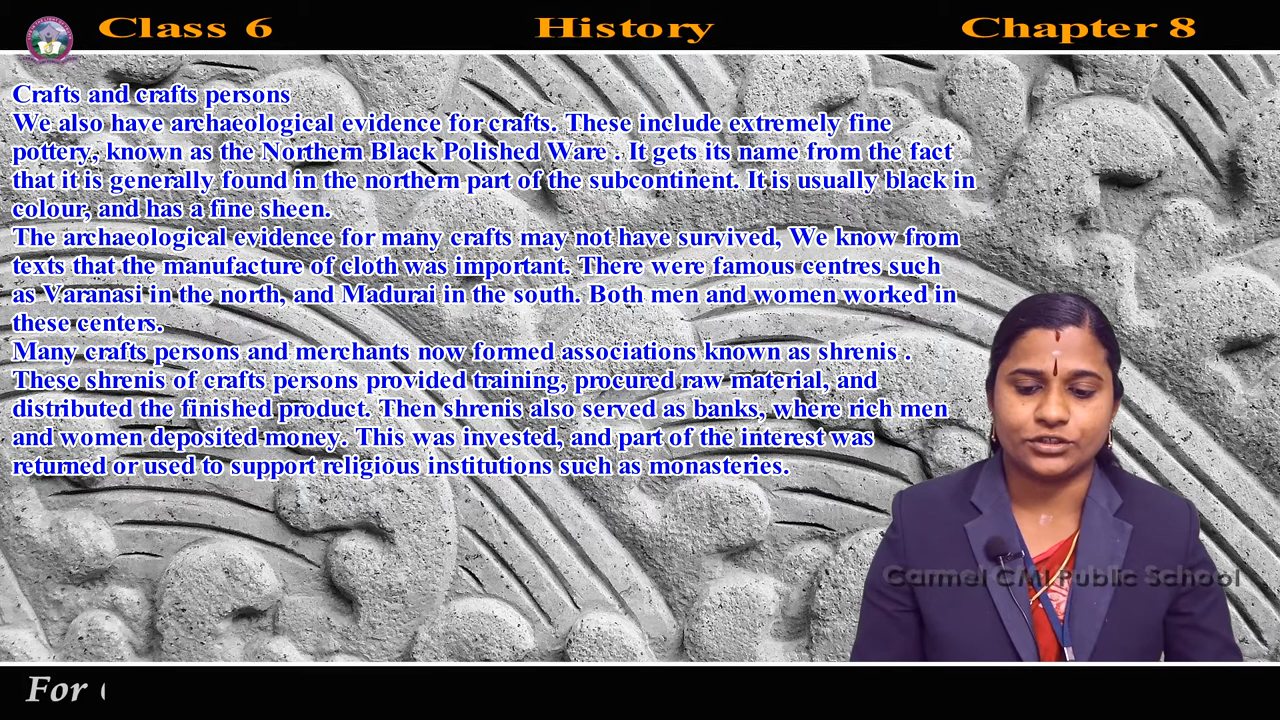 Class 6 History Chapter 8
Crafts and crafts persons
We also have archaeological evidence for crafts. These include extremely fine
pottery, known as the Northern Black Polished Ware . It gets its name from the fact
that it is generally found in the northern part of the subcontinent. It is usually black in
colour, and has a fine sheen.
The archaeological evidence for many crafts may not have survived, We know from
texts that the manufacture of cloth was important. There were famous centres such
as Varanasi in the north, and Madurai in the south. Both men and women worked in
these centers.
Many crafts persons and merchants now formed associations known as shrenis .
These shrenis of crafts persons provided training, procured raw material, and
distributed the finished product. Then shrenis also served as banks, where rich men
and women deposited money. This was invested, and part of the interest was
returned or used to support religious institutions such as monasteries.
Carmel CMI Public School
For